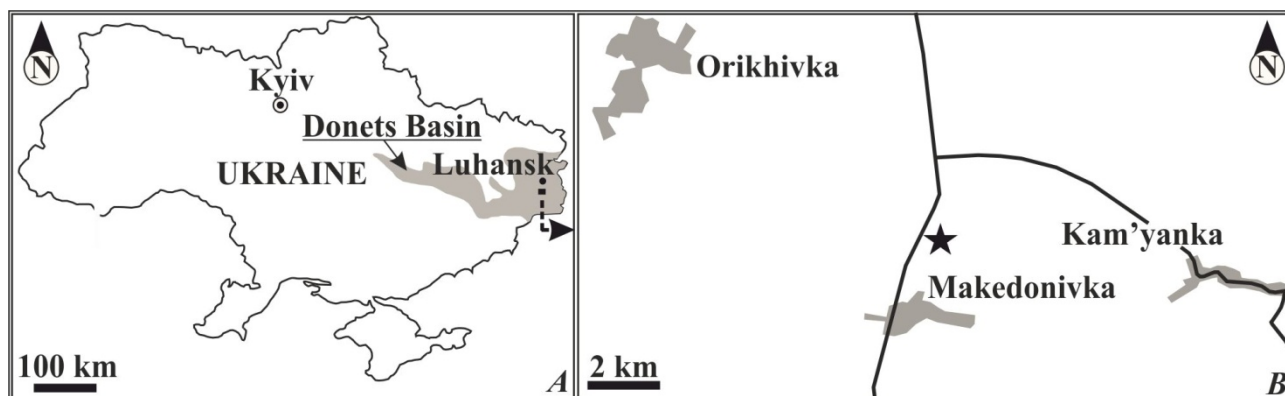 N
Kyiv
Donets Basin
Luhansk
UKRAINE
100 km
A
N
Orikhivka
Kam'yanka
Makedonivka
2 km
B